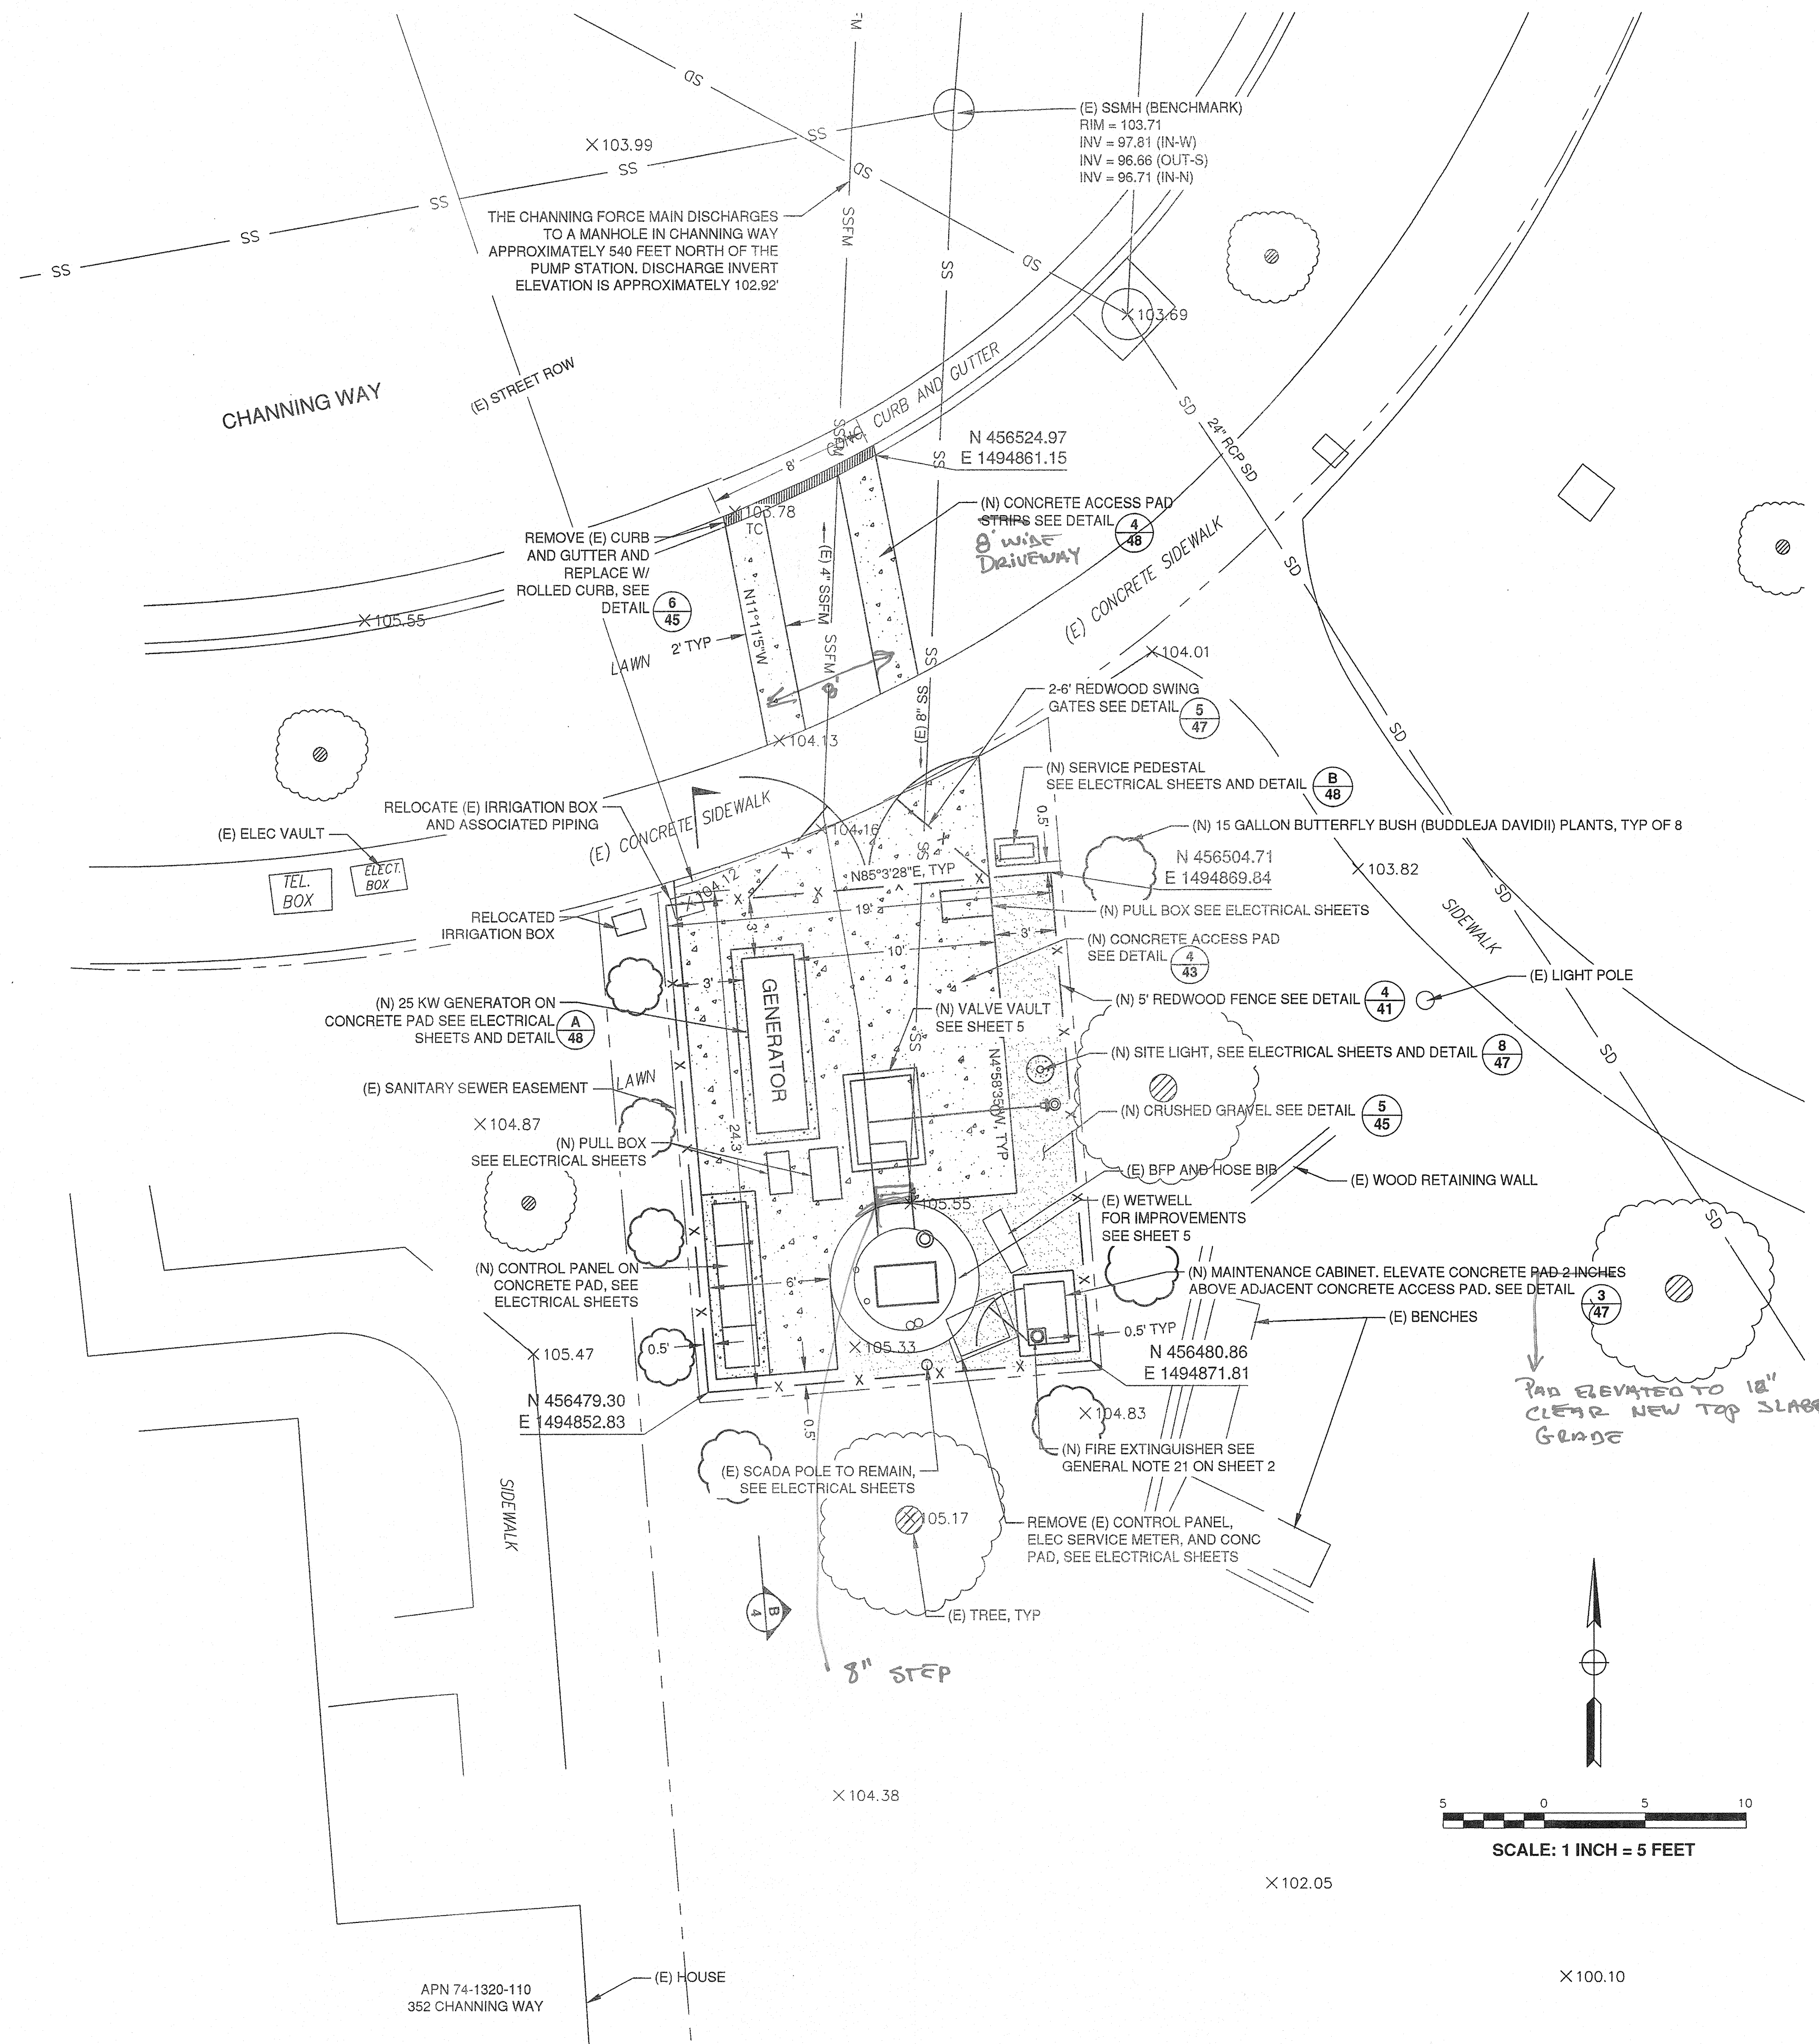 FM
SD
(E) SSMH (BENCHMARK)
RIM = 103.71
INV = 97.81 (IN-W)
INV = 96.66 (OUT-S)
INV = 96.71 (IN-N)
103.99
SS
SS
SS
SS
SS
SD
THE CHANNING FORCE MAIN DISCHARGES
TO A MANHOLE IN CHANNING WAY
APPROXIMATELY 540 FEET NORTH OF THE
PUMP STATION. DISCHARGE INVERT
ELEVATION IS APPROXIMATELY 102.92'
SSFM
SS
SD
103.69
CHANNING WAY
(E) STREET ROW
CONC CURB AND GUTTER
SSFM
8'
N 456524.97
E 1494861.15
SS
SD
24" RCP SD
103.78
TC
(N) CONCRETE ACCESS PAD
STRIPS SEE DETAIL
4
48
8' WIDE
DRIVEWAY
REMOVE (E) CURB
AND GUTTER AND
REPLACE W/
ROLLED CURB, SEE
DETAIL
6
45
(E) 4" SSFM
N11°11'5"W
2' TYP
LAWN
SSFM
SS
8'
105.55
(E) CONCRETE SIDEWALK
SD
104.01
2-6' REDWOOD SWING
GATES SEE DETAIL
5
47
(E) 8" SS
104.13
SD
(N) SERVICE PEDESTAL
SEE ELECTRICAL SHEETS AND DETAIL
B
48
RELOCATE (E) IRRIGATION BOX
AND ASSOCIATED PIPING
(E) CONCRETE SIDEWALK
0.5'
(E) ELEC VAULT
104.16
(N) 15 GALLON BUTTERFLY BUSH (BUDDLEJA DAVIDII) PLANTS, TYP OF 8
TEL.
BOX
ELECT.
BOX
104.12
SS
N85°3'28"E, TYP
N 456504.71
E 1494869.84
103.82
SD
RELOCATED
IRRIGATION BOX
3'
19'
(N) PULL BOX SEE ELECTRICAL SHEETS
SIDEWALK
10'
3'
(N) CONCRETE ACCESS PAD
SEE DETAIL
4
43
3'
(E) LIGHT POLE
(N) 25 KW GENERATOR ON
CONCRETE PAD SEE ELECTRICAL
SHEETS AND DETAIL
A
48
GENERATOR
(N) VALVE VAULT
SEE SHEET 5
SS
(N) 5' REDWOOD FENCE SEE DETAIL
4
41
(N) SITE LIGHT, SEE ELECTRICAL SHEETS AND DETAIL
8
47
SD
(E) SANITARY SEWER EASEMENT
LAWN
N4°58'35"W, TYP
(N) CRUSHED GRAVEL SEE DETAIL
5
45
104.87
24.3'
(N) PULL BOX
SEE ELECTRICAL SHEETS
(E) BFP AND HOSE BIB
(E) WOOD RETAINING WALL
105.55
(E) WETWELL
FOR IMPROVEMENTS
SEE SHEET 5
SD
(N) CONTROL PANEL ON
CONCRETE PAD, SEE
ELECTRICAL SHEETS
6'
(N) MAINTENANCE CABINET. ELEVATE CONCRETE PAD 2 INCHES
ABOVE ADJACENT CONCRETE ACCESS PAD. SEE DETAIL
3
47
(E) BENCHES
0.5'
105.33
0.5' TYP
105.47
N 456480.86
E 1494871.81
N 456479.30
E 1494852.83
0.5'
PAD ELEVATED TO 18"
CLEAR NEW TOP SLAB
GRADE
104.83
(N) FIRE EXTINGUISHER SEE
GENERAL NOTE 21 ON SHEET 2
(E) SCADA POLE TO REMAIN,
SEE ELECTRICAL SHEETS
SIDEWALK
105.17
REMOVE (E) CONTROL PANEL,
ELEC SERVICE METER, AND CONC
PAD, SEE ELECTRICAL SHEETS
B
4
(E) TREE, TYP
8" STEP
104.38
5 0 5 10
SCALE: 1 INCH = 5 FEET
102.05
(E) HOUSE
100.10
APN 74-1320-110
352 CHANNING WAY